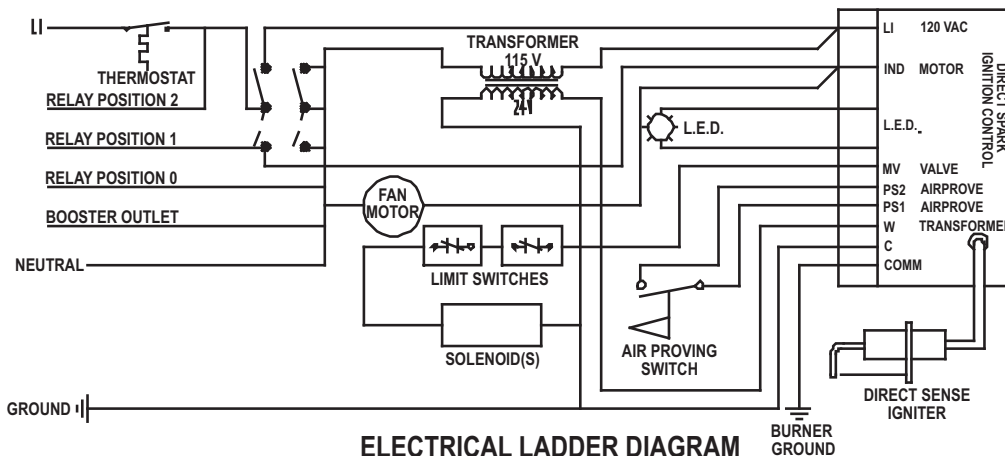 LI
THERMOSTAT
RELAY POSITION 2
RELAY POSITION 1
RELAY POSITION 0
BOOSTER OUTLET
NEUTRAL
GROUND
TRANSFORMER
115 V
24V
FAN
MOTOR
LIMIT SWITCHES
SOLENOID(S)
L.E.D.
AIR PROVING
SWITCH
LI 120 VAC
IND MOTOR
L.E.D.
MV VALVE
PS2 AIRPROVE
PS1 AIRPROVE
W TRANSFORMER
C
COMM
DIRECT SPARK
IGNITION CONTROL
DIRECT SENSE
IGNITER
BURNER
GROUND
ELECTRICAL LADDER DIAGRAM